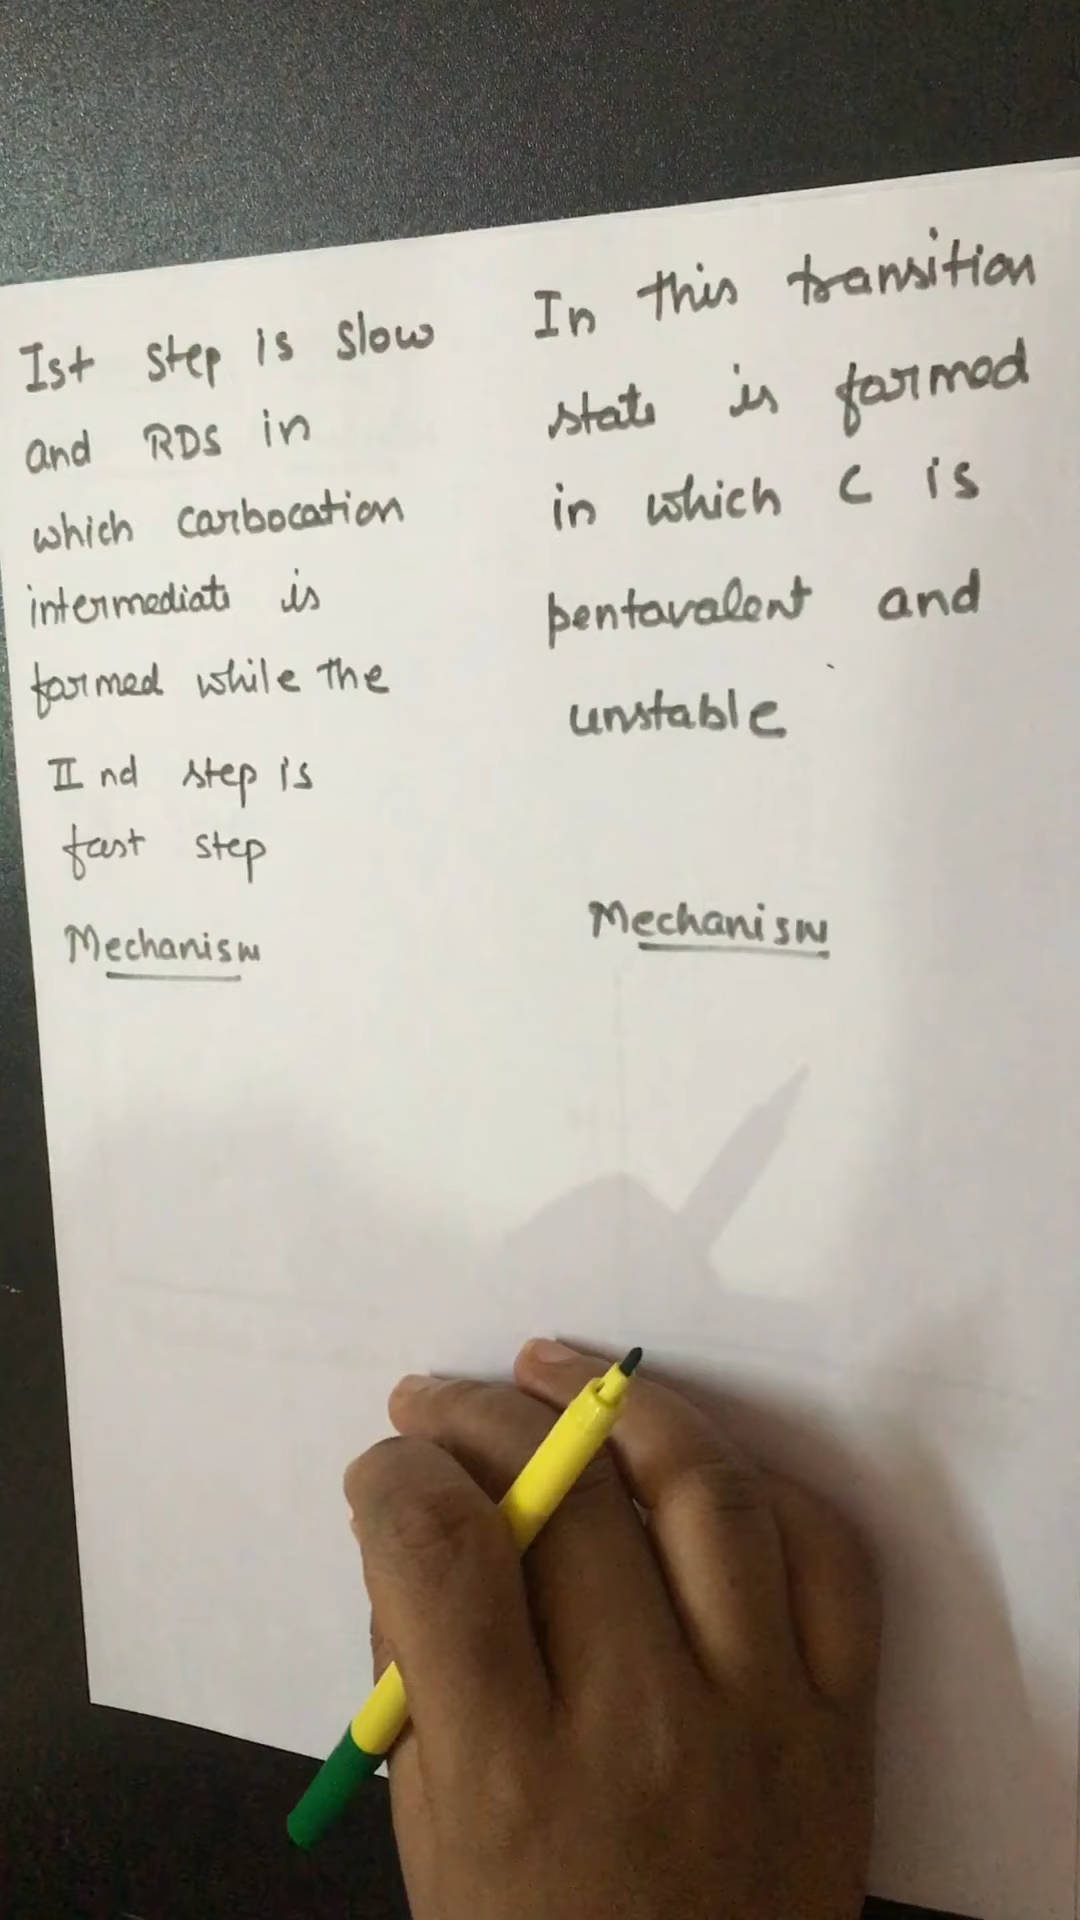 Ist step is slow
and RDS in
which carbocation
intermediate is
formed while the
II nd step is
fast step
Mechanism
In this transition
state is formed
in which C is
pentavalent and
unstable
Mechanism